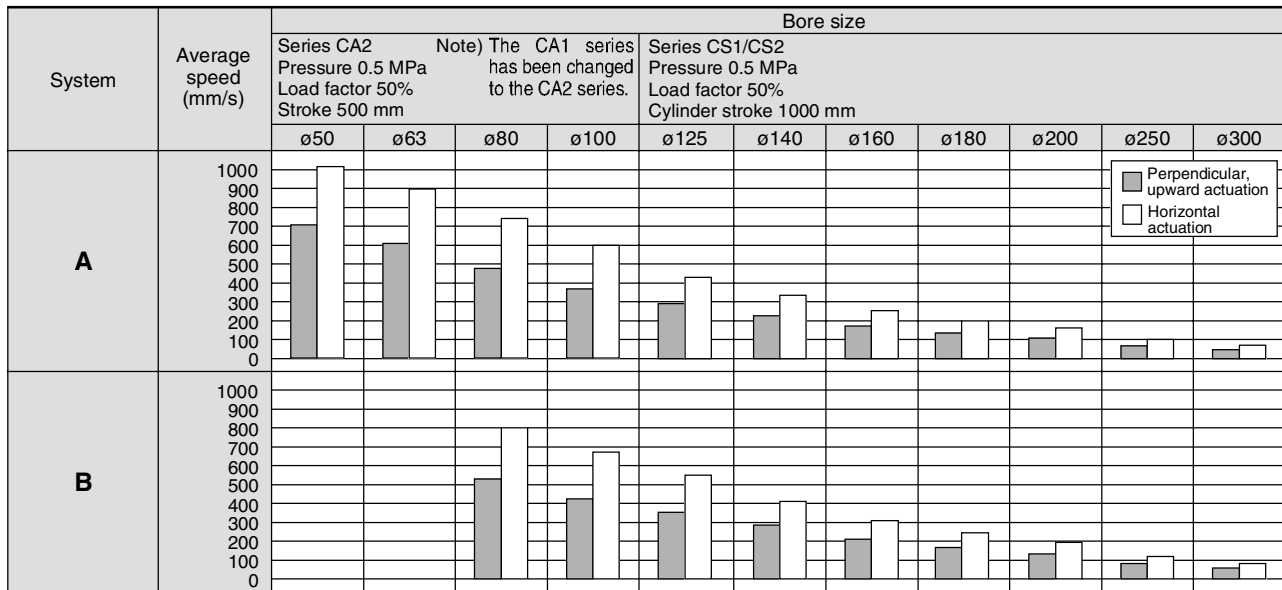 Bore size
System
Average
speed
(mm/s)
Series CA2
Pressure 0.5 MPa
Load factor 50%
Stroke 500 mm
Note) The CA1 series
has been changed
to the CA2 series.
Series CS1/CS2
Pressure 0.5 MPa
Load factor 50%
Cylinder stroke 1000 mm
ø50 ø63 ø80 ø100 ø125 ø140 ø160 ø180 ø200 ø250 ø300
A
1000
900
800
700
600
500
400
300
200
100
0
Perpendicular,
upward actuation
Horizontal
actuation
B
1000
900
800
700
600
500
400
300
200
100
0